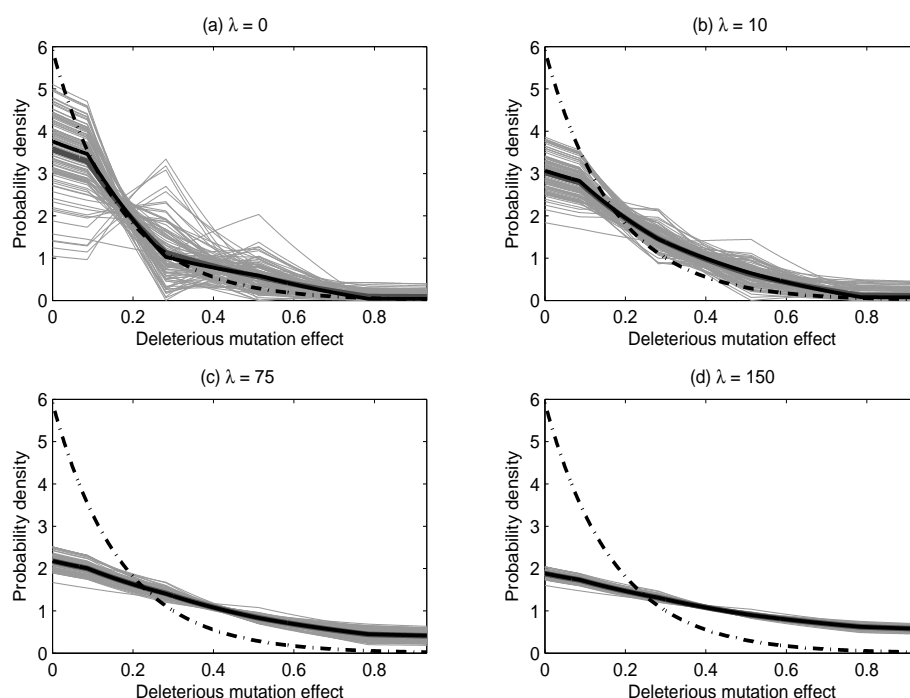 (a) λ = 0
6
5
4
3
2
1
0
Probability density
0 0.2 0.4 0.6 0.8
Deleterious mutation effect
(b) λ = 10
6
5
4
3
2
1
0
Probability density
0 0.2 0.4 0.6 0.8
Deleterious mutation effect
(c) λ = 75
6
5
4
3
2
1
0
Probability density
0 0.2 0.4 0.6 0.8
Deleterious mutation effect
(d) λ = 150
6
5
4
3
2
1
0
Probability density
0 0.2 0.4 0.6 0.8
Deleterious mutation effect